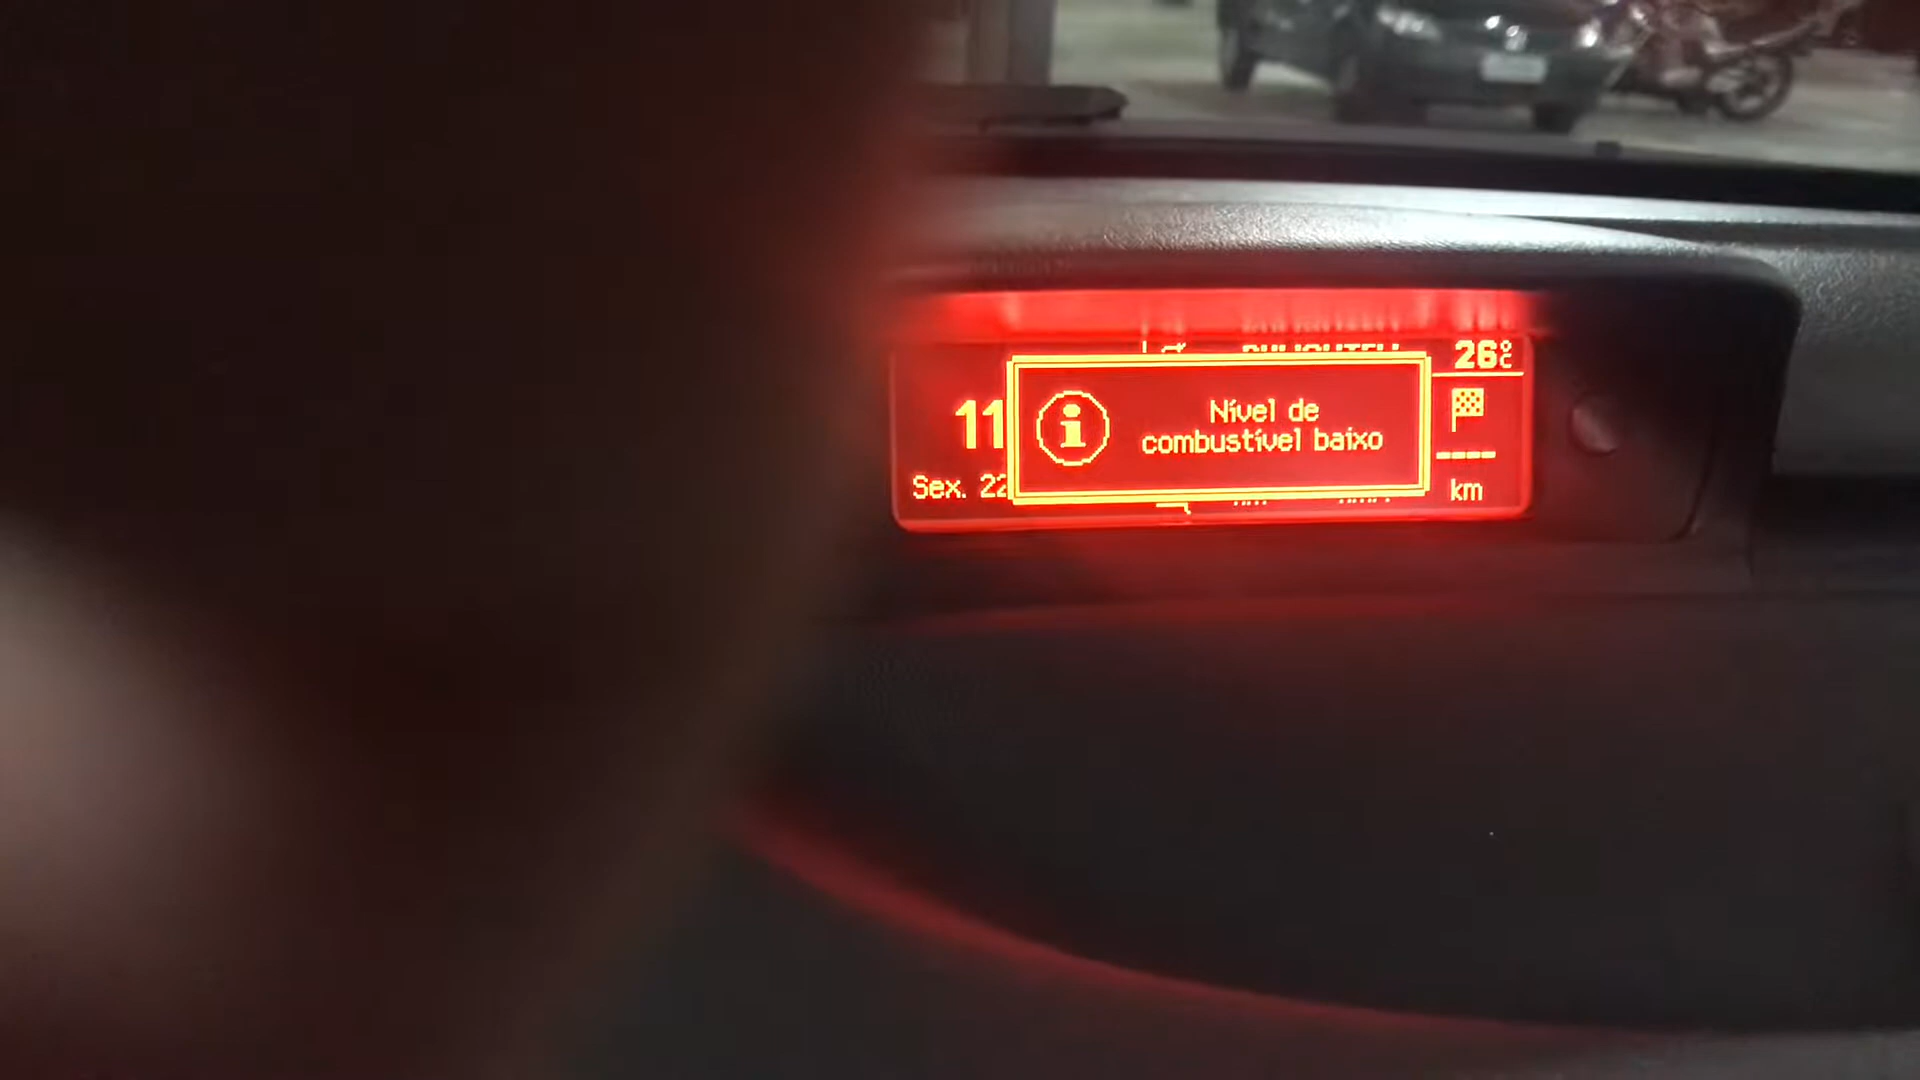 26°C
11
Nível de
combustível baixo
Sex. 22
----
km